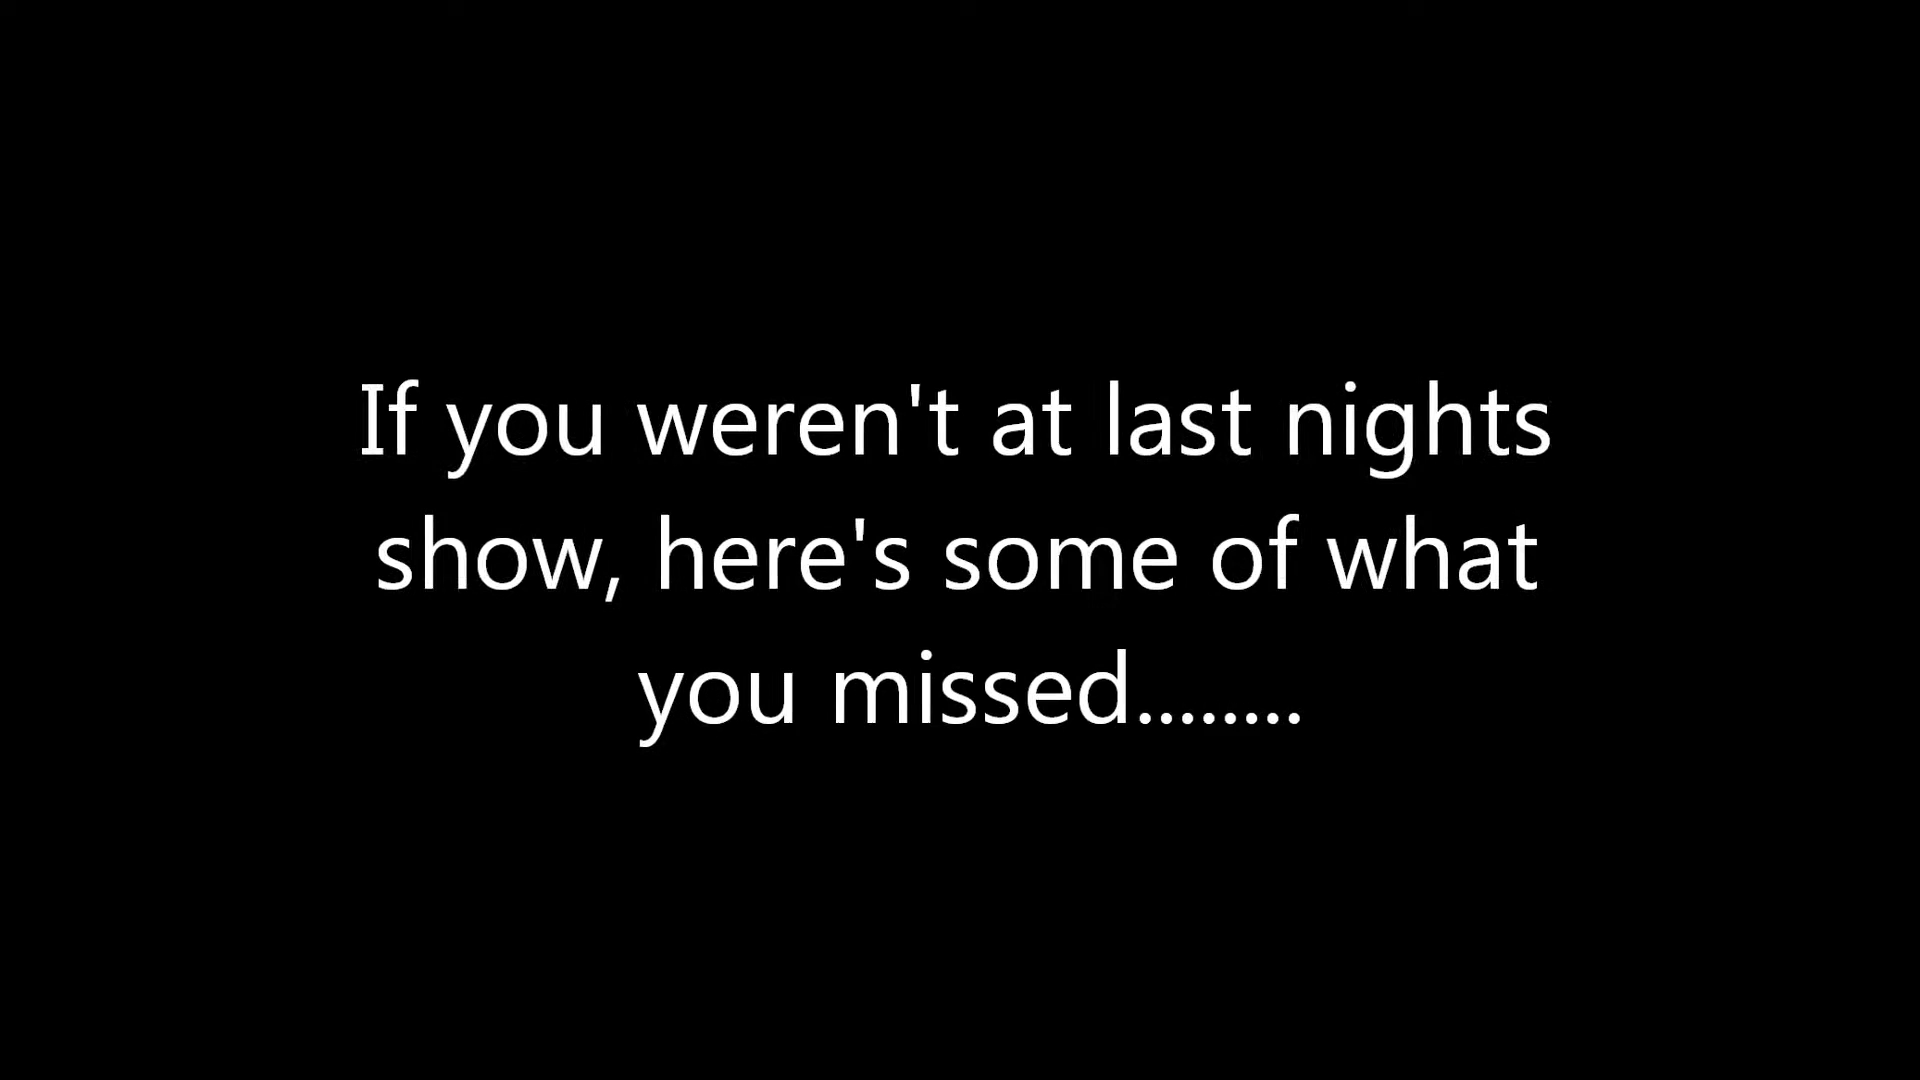 If you weren't at last nights
show, here's some of what
you missed........